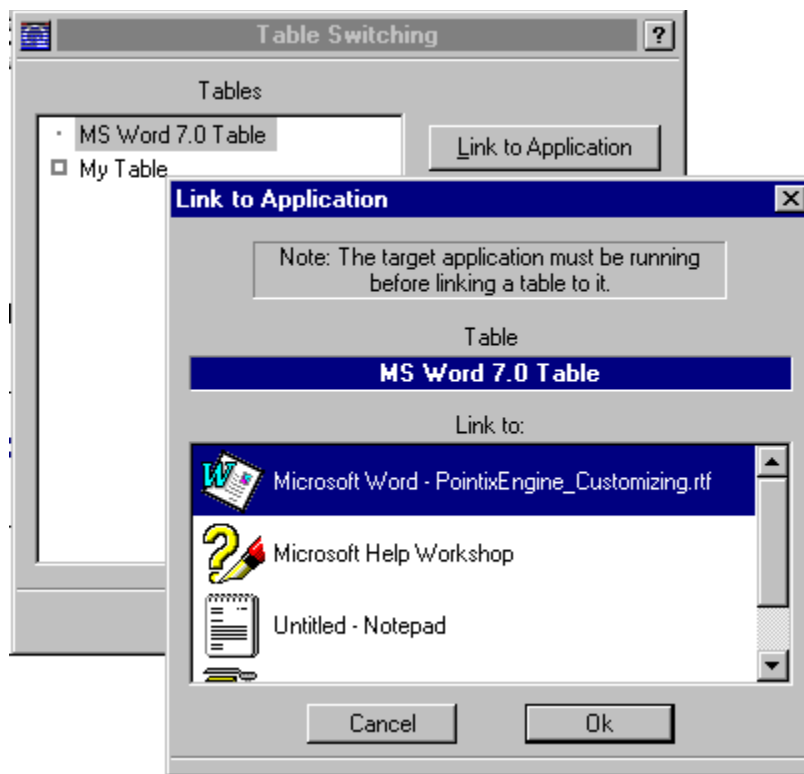 Table Switching
?
Tables
MS Word 7.0 Table
Link to Application
My Table
Link to Application
Note: The target application must be running
before linking a table to it.
Table
MS Word 7.0 Table
Link to:
W
Microsoft Word - PointixEngine_Customizing.rtf
Microsoft Help Workshop
Untitled - Notepad
Cancel
Ok